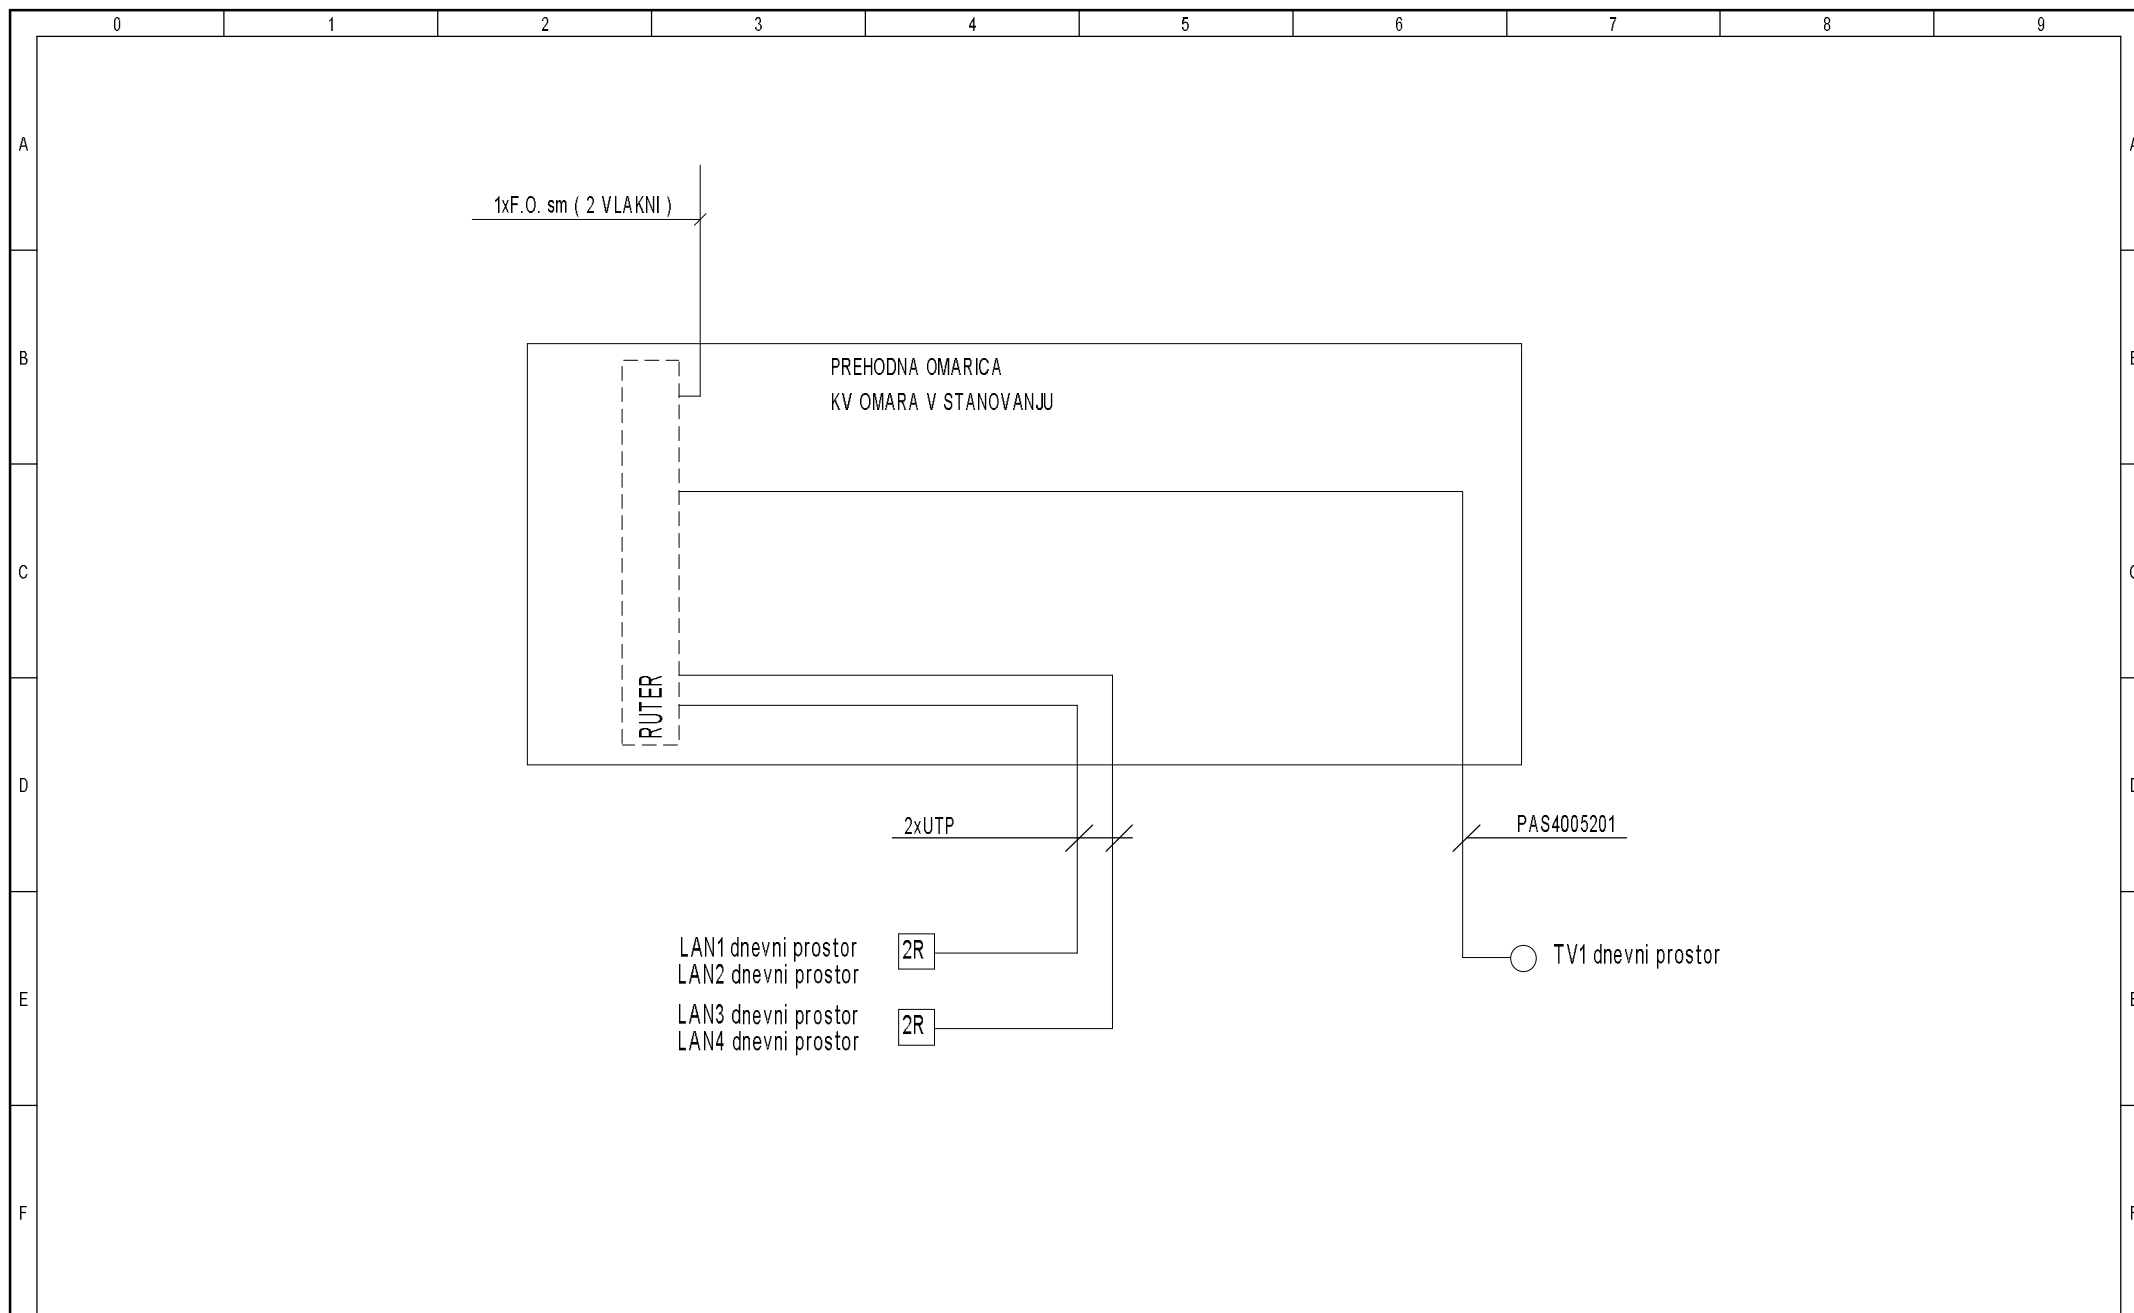 0 1 2 3 4 5 6 7 8 9
A
1xF.O. sm ( 2 VLAKNI )
B
PREHODNA OMARICA
KV OMARA V STANOVANJU
C
RUTER
D
2xUTP
PAS4005201
LAN1 dnevni prostor
2R
LAN2 dnevni prostor
TV1 dnevni prostor
E
LAN3 dnevni prostor
2R
LAN4 dnevni prostor
F